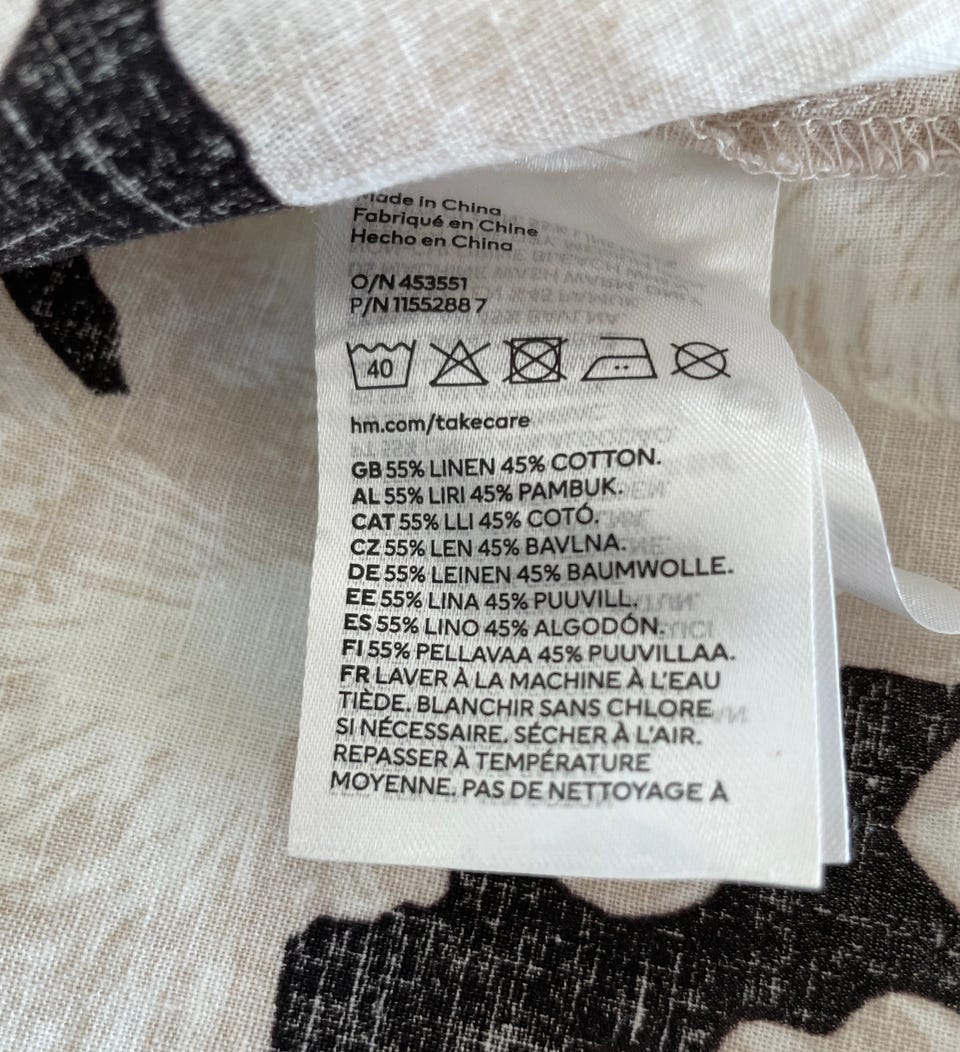 Made in China
Fabriqué en Chine
Hecho en China
O/N 453551
P/N 1155288 7
40
hm.com/takecare
GB 55% LINEN 45% COTTON.
AL 55% LIRI 45% PAMBUK.
CAT 55% LLI 45% COTÓ.
CZ 55% LEN 45% BAVLNA.
DE 55% LEINEN 45% BAUMWOLLE.
EE 55% LINA 45% PUUVILL.
ES 55% LINO 45% ALGODÓN.
FI 55% PELLAVAA 45% PUUVILLAA.
FR LAVER À LA MACHINE À L'EAU
TIÈDE. BLANCHIR SANS CHLORE
SI NÉCESSAIRE. SÉCHER À L'AIR.
REPASSER À TEMPÉRATURE
MOYENNE. PAS DE NETTOYAGE À